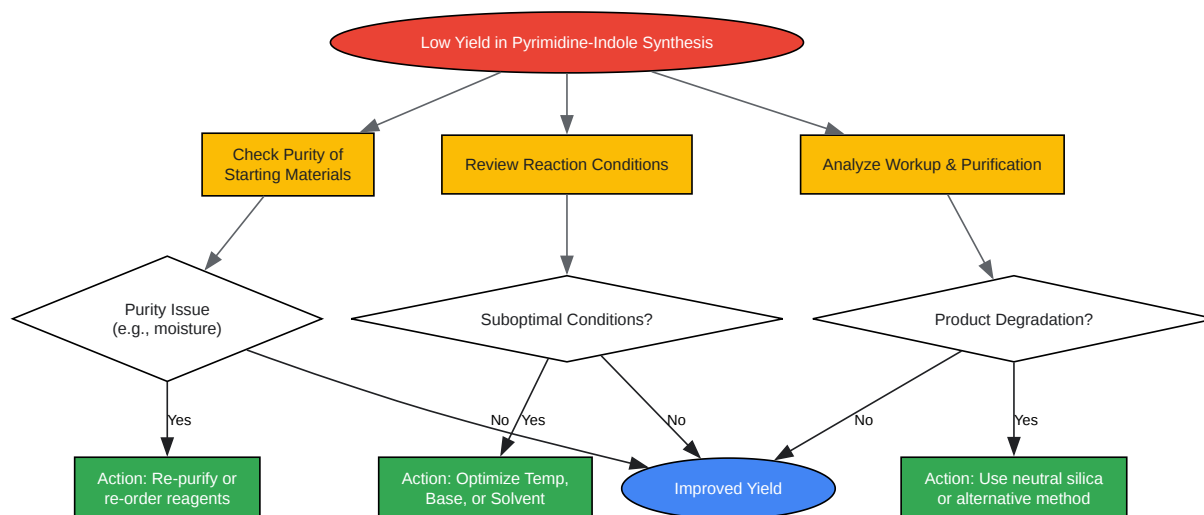 Low Yield in Pyrimidine-Indole Synthesis
Check Purity of
Starting Materials
Review Reaction Conditions
Analyze Workup & Purification
Purity Issue
(e.g., moisture)
Suboptimal Conditions?
Product Degradation?
Yes
No
Yes
No
No
Yes
Action: Re-purify or
re-order reagents
Action: Optimize Temp,
Base, or Solvent
Improved Yield
Action: Use neutral silica
or alternative method